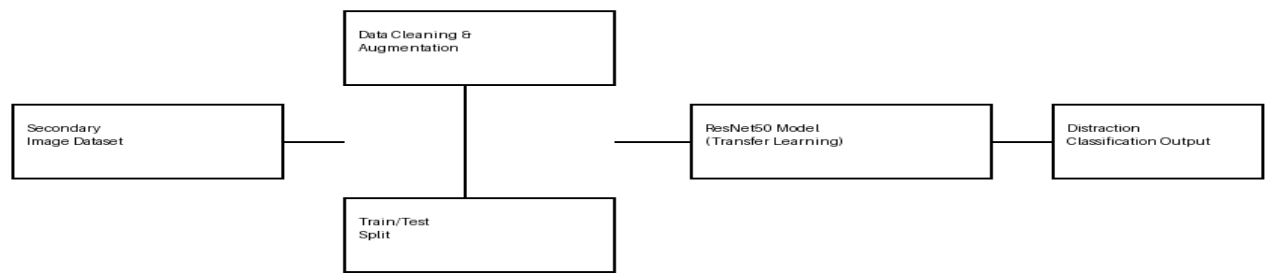 Data Cleaning &
Augmentation
Secondary
Image Dataset
ResNet50 Model
(Transfer Learning)
Distraction
Classification Output
Train/Test
Split